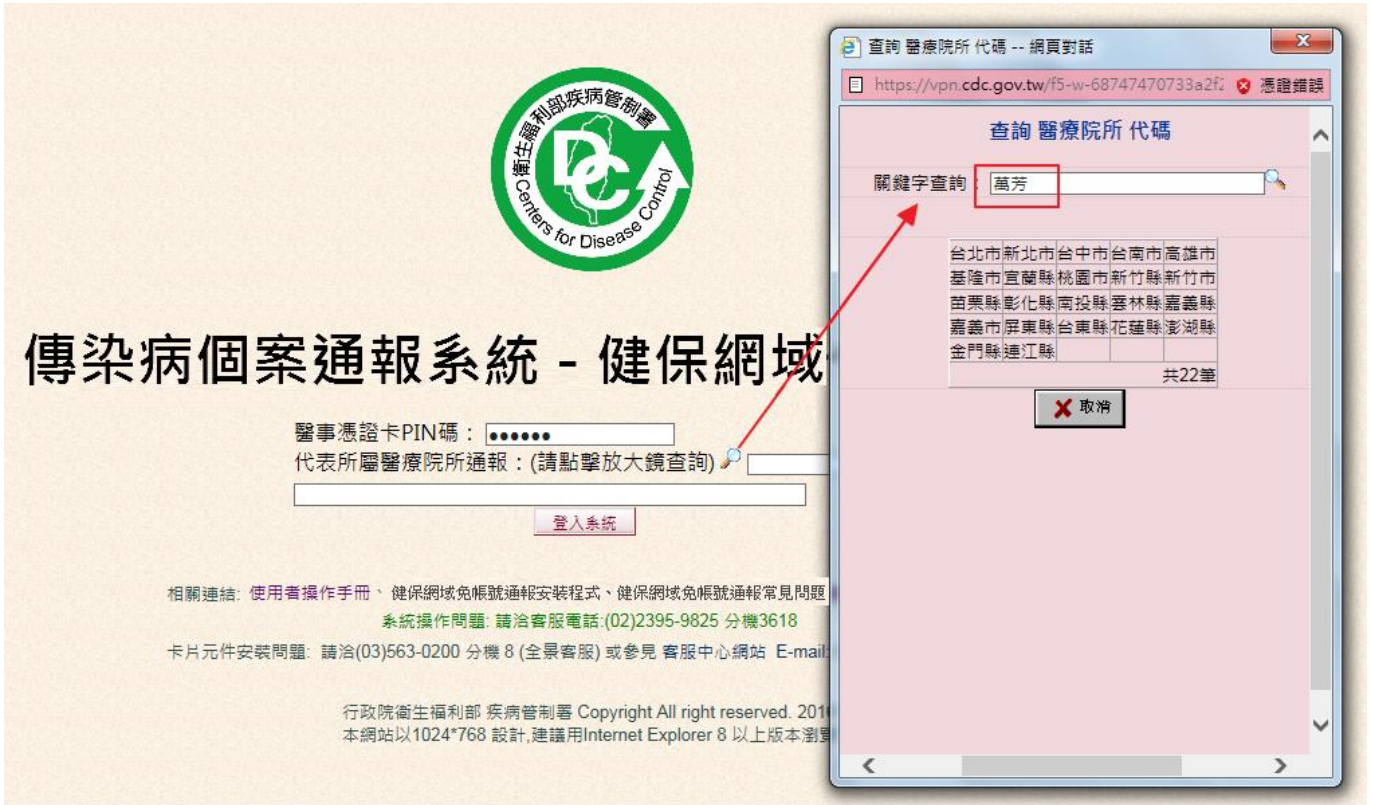 衛生福利部疾病管制署
DC
Centers for Disease Control
傳染病個案通報系統 - 健保網域
醫事憑證卡PIN碼： ••••••
代表所屬醫療院所通報：(請點擊放大鏡查詢)
登入系統
相關連結: 使用者操作手冊、 健保網域免帳號通報安裝程式、健保網域免帳號通報常見問題
系統操作問題: 請洽客服電話:(02)2395-9825 分機3618
卡片元件安裝問題: 請洽(03)563-0200 分機 8 (全景客服) 或參見 客服中心網站 E-mail:
行政院衛生福利部 疾病管制署 Copyright All right reserved. 201
本網站以1024*768 設計,建議用Internet Explorer 8 以上版本瀏覽
查詢 醫療院所 代碼 -- 網頁對話
https://vpn.cdc.gov.tw/f5-w-68747470733a2f2 憑證錯誤
查詢 醫療院所 代碼
關鍵字查詢： 萬芳
台北市 新北市 台中市 台南市 高雄市
基隆市 宜蘭縣 桃園市 新竹縣 新竹市
苗栗縣 彰化縣 南投縣 雲林縣 嘉義縣
嘉義市 屏東縣 台東縣 花蓮縣 澎湖縣
金門縣 連江縣
共22筆
取消